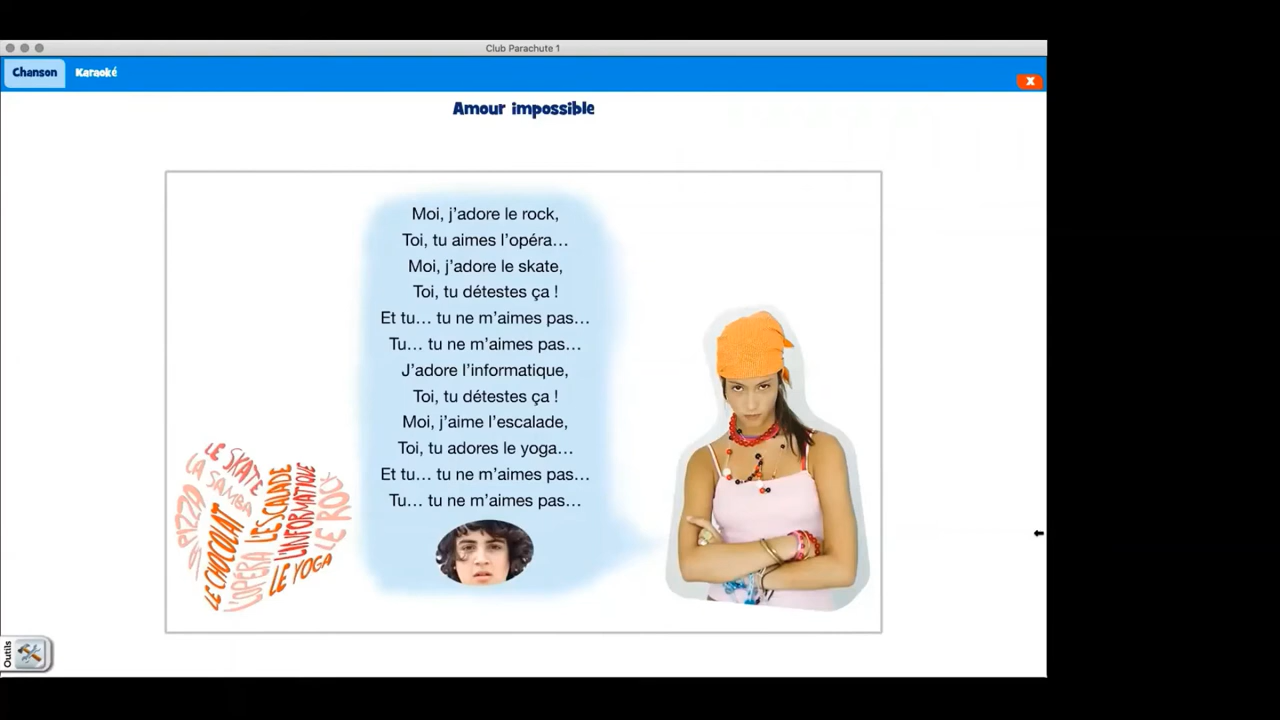 Club Parachute 1
Chanson
Karaoké
X
Amour impossible
Moi, j’adore le rock,
Toi, tu aimes l’opéra…
Moi, j’adore le skate,
Toi, tu détestes ça !
Et tu… tu ne m’aimes pas…
Tu… tu ne m’aimes pas…
J’adore l’informatique,
Toi, tu détestes ça !
Moi, j’aime l’escalade,
Toi, tu adores le yoga…
Et tu… tu ne m’aimes pas…
Tu… tu ne m’aimes pas…
LE SKATE
LA SAMBA
PIZZA
LE CHOCOLAT
L'OPÉRA
L'ESCALADE
L'INFORMATIQUE
LE ROCK
LE YOGA
Outils